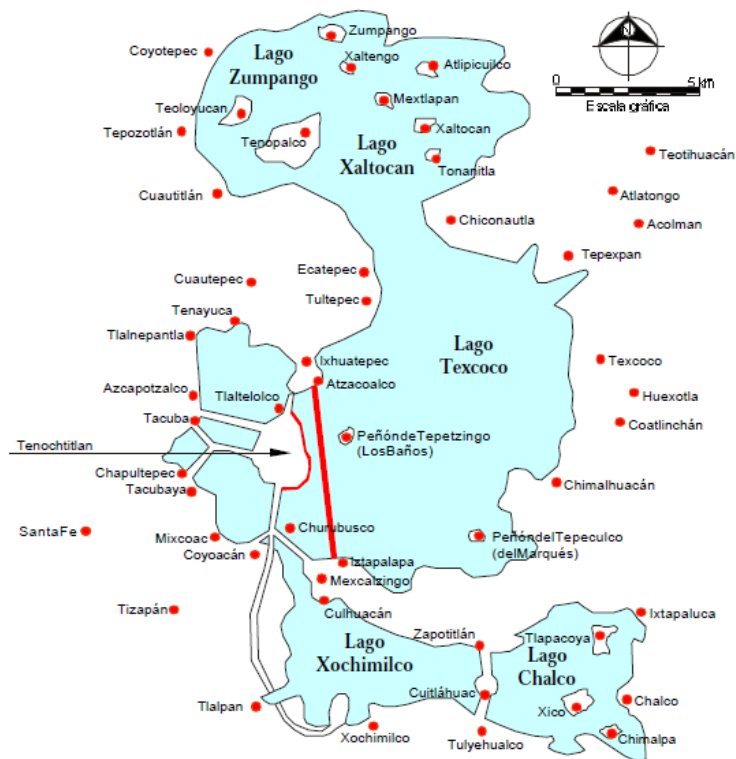 Zumpango
Coyotepec
Lago
Zumpango
Xaltengo
Atlipicuilco
0
5 km
Escala gráfica
Mextlapan
Teoloyucan
Tepozotlán
Tenopalco
Xaltocan
Lago
Xaltocan
Tonanitla
Teotihuacán
Cuautitlán
Atlatongo
Chiconautla
Acolman
Tepexpan
Ecatepec
Cuautepec
Tultepec
Tenayuca
Tlalnepantla
Lago
Texcoco
Ixhuatepec
Texcoco
Atzacoalco
Azcapotzalco
Tlaltelolco
Huexotla
Tacuba
Coatlinchán
PeñóndeTepetzingo
(LosBaños)
Tenochtitlan
Chapultepec
Chimalhuacán
Tacubaya
SantaFe
Churubusco
Mixcoac
PeñóndelTepeculco
(delMarqués)
Coyoacán
Iztapalapa
Mexcalzingo
Tizapán
Culhuacán
Ixtapaluca
Zapotitlán
Tlapacoya
Lago
Xochimilco
Lago
Chalco
Cuitláhuac
Tlalpan
Xico
Chalco
Xochimilco
Tulyehualco
Chimalpa